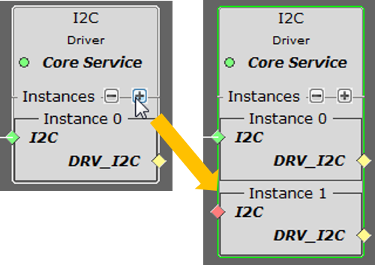 I2C
Driver
Core Service
Instances
Instance 0
I2C
DRV_I2C
I2C
Driver
Core Service
Instances
Instance 0
I2C
DRV_I2C
Instance 1
I2C
DRV_I2C